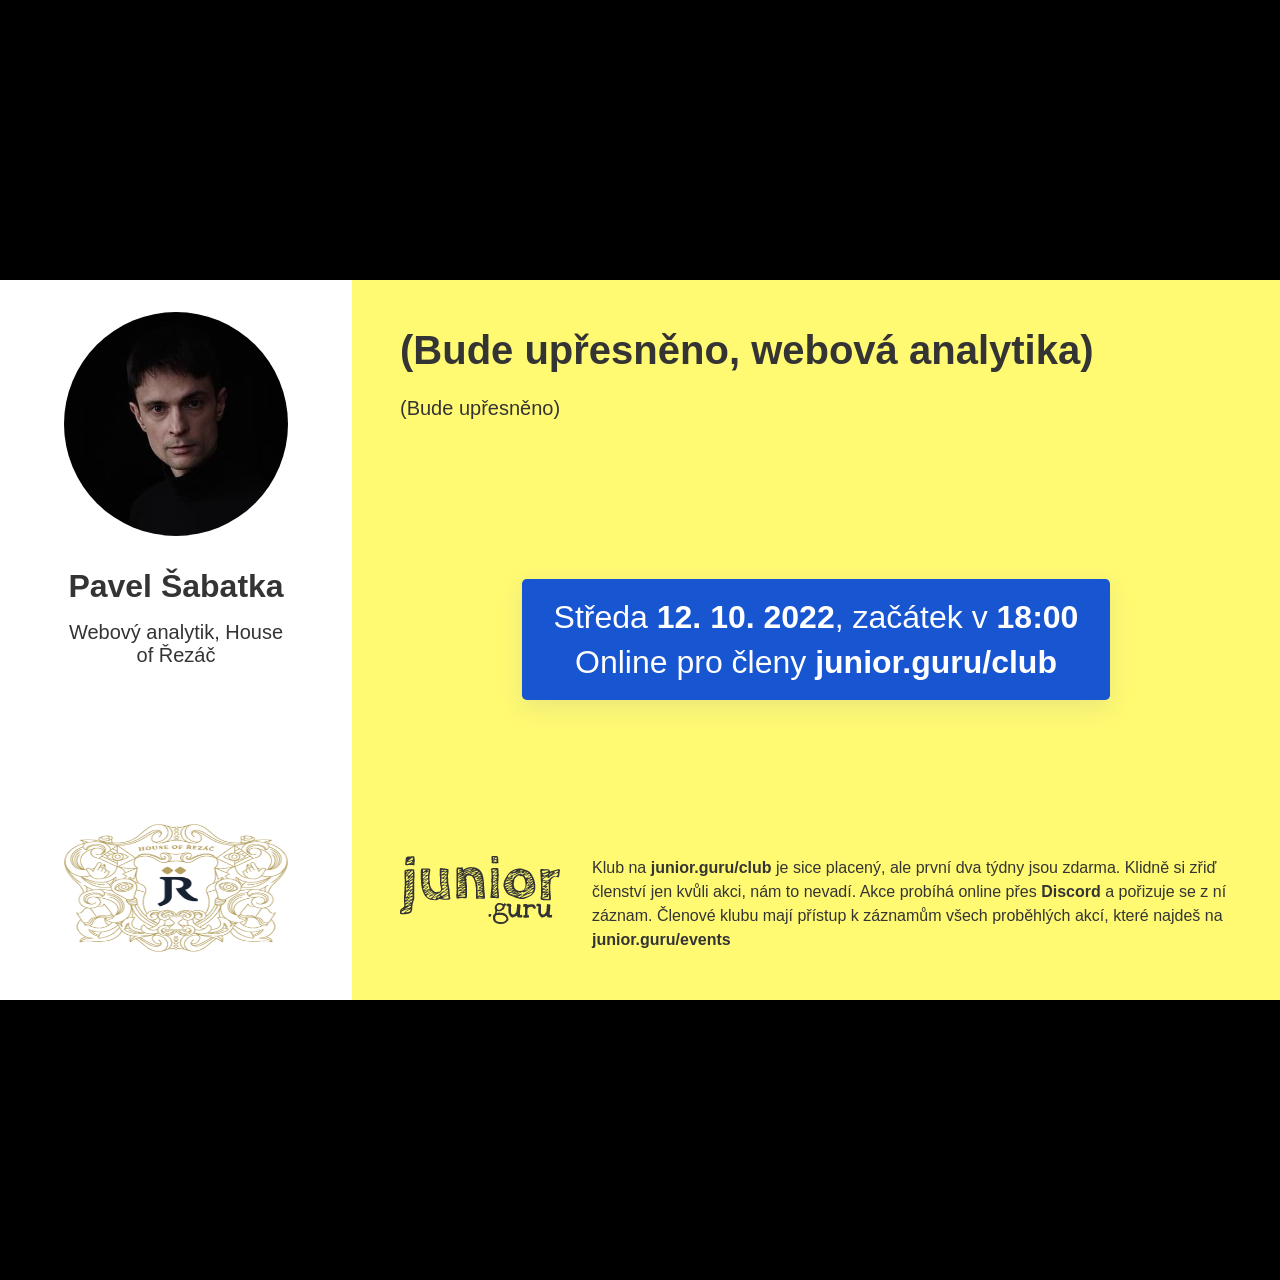 (Bude upřesněno, webová analytika)
(Bude upřesněno)
Pavel Šabatka
Webový analytik, House
of Řezáč
Středa 12. 10. 2022, začátek v 18:00
Online pro členy junior.guru/club
HOUSE OF ŘEZÁČ
JR
junior
.guru
Klub na junior.guru/club je sice placený, ale první dva týdny jsou zdarma. Klidně si zřiď
členství jen kvůli akci, nám to nevadí. Akce probíhá online přes Discord a pořizuje se z ní
záznam. Členové klubu mají přístup k záznamům všech proběhlých akcí, které najdeš na
junior.guru/events